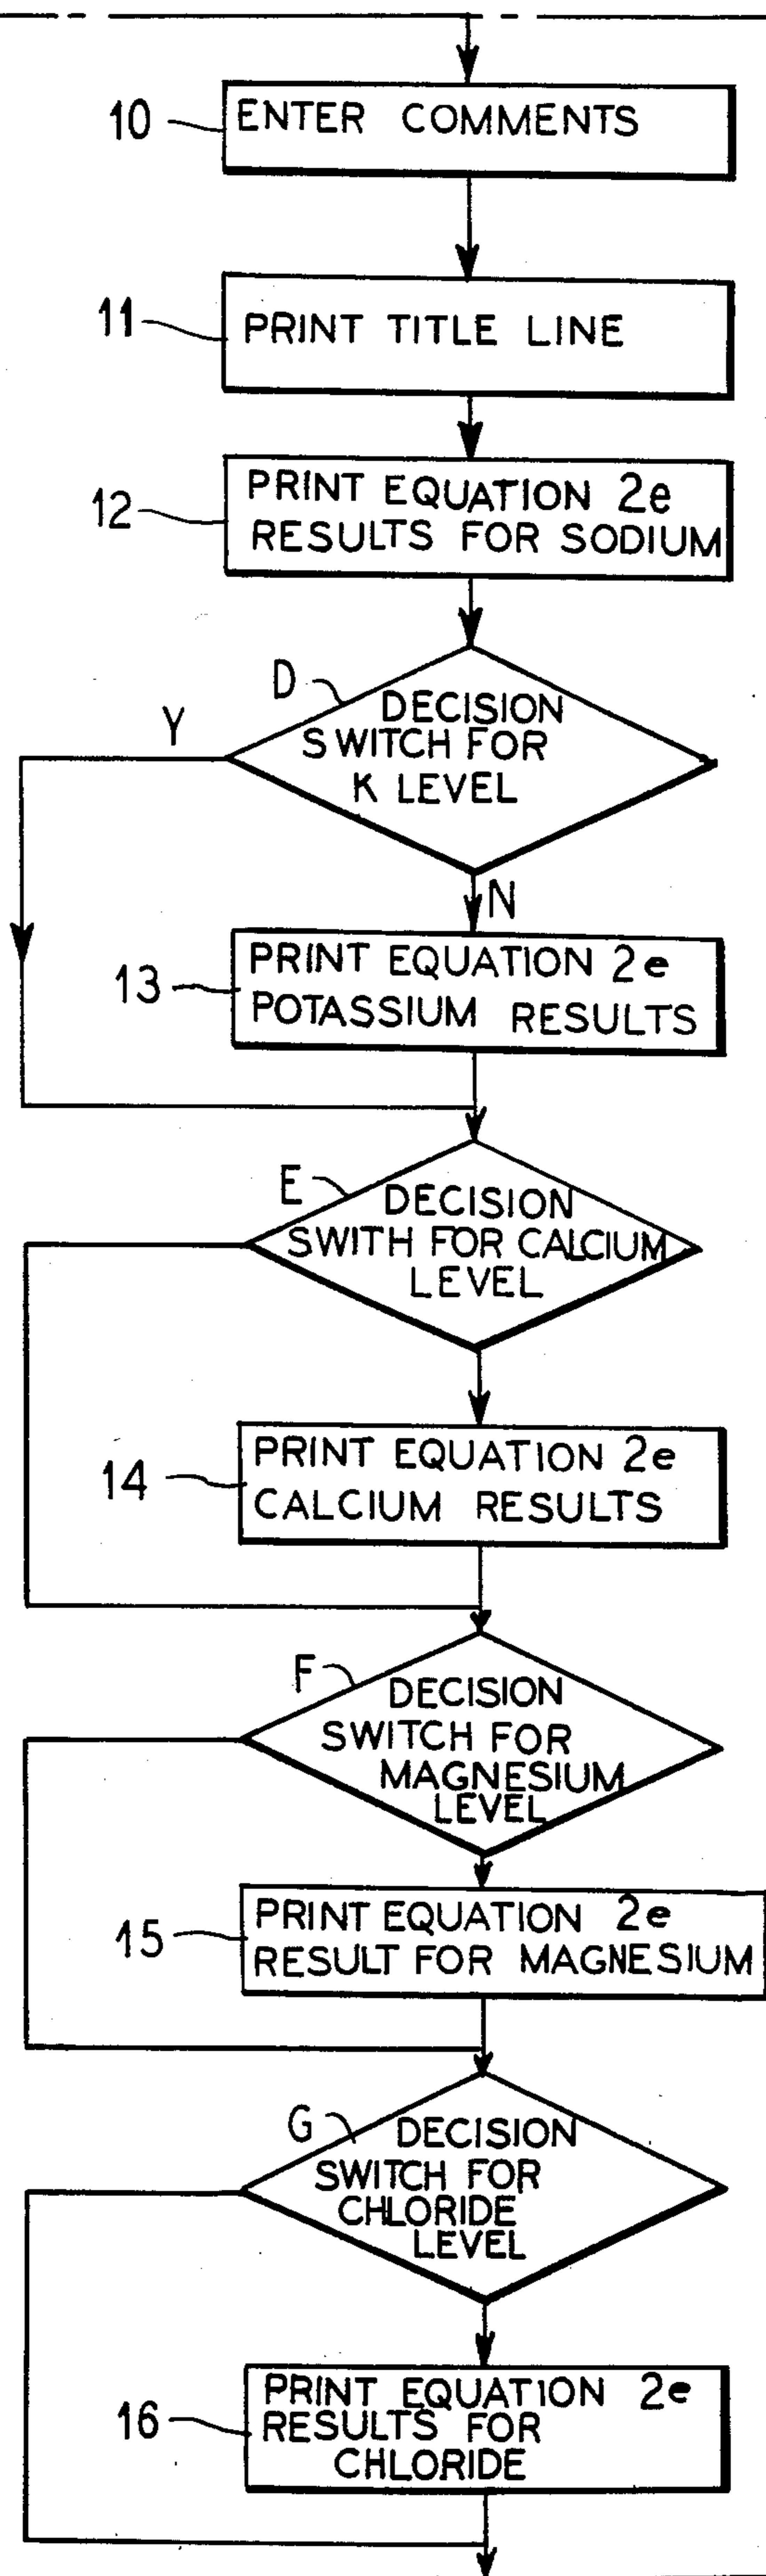 10
ENTER COMMENTS
11
PRINT TITLE LINE
12
PRINT EQUATION 2e
RESULTS FOR SODIUM
D
DECISION
SWITCH FOR
K LEVEL
Y
N
13
PRINT EQUATION 2e
POTASSIUM RESULTS
E
DECISION
SWITH FOR CALCIUM
LEVEL
14
PRINT EQUATION 2e
CALCIUM RESULTS
F
DECISION
SWITCH FOR
MAGNESIUM
LEVEL
15
PRINT EQUATION 2e
RESULT FOR MAGNESIUM
G
DECISION
SWITCH FOR
CHLORIDE
LEVEL
16
PRINT EQUATION 2e
RESULTS FOR
CHLORIDE